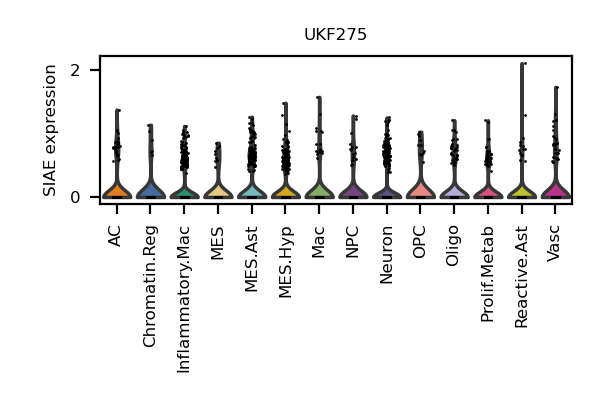 UKF275
SIAE expression
2
0
AC
Chromatin.Reg
Inflammatory.Mac
MES
MES.Ast
MES.Hyp
Mac
NPC
Neuron
OPC
Oligo
Prolif.Metab
Reactive.Ast
Vasc